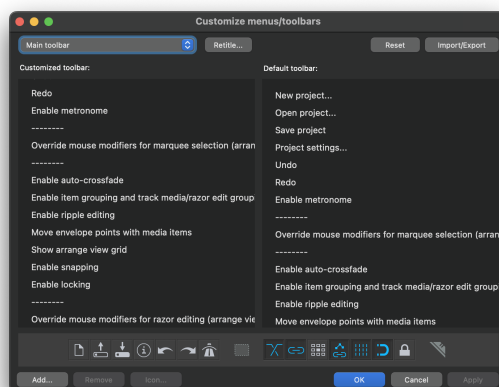 Customize menus/toolbars
Main toolbar
Retitle...
Reset
Import/Export
Customized toolbar:
Default toolbar:
Redo
Enable metronome
--------
Override mouse modifiers for marquee selection (arran
--------
Enable auto-crossfade
Enable item grouping and track media/razor edit group
Enable ripple editing
Move envelope points with media items
Show arrange view grid
Enable snapping
Enable locking
--------
Override mouse modifiers for razor editing (arrange vie
New project...
Open project...
Save project
Project settings...
Undo
Redo
Enable metronome
--------
Override mouse modifiers for marquee selection (arran
--------
Enable auto-crossfade
Enable item grouping and track media/razor edit group
Enable ripple editing
Move envelope points with media items
Add...
Remove
Icon...
OK
Cancel
Apply